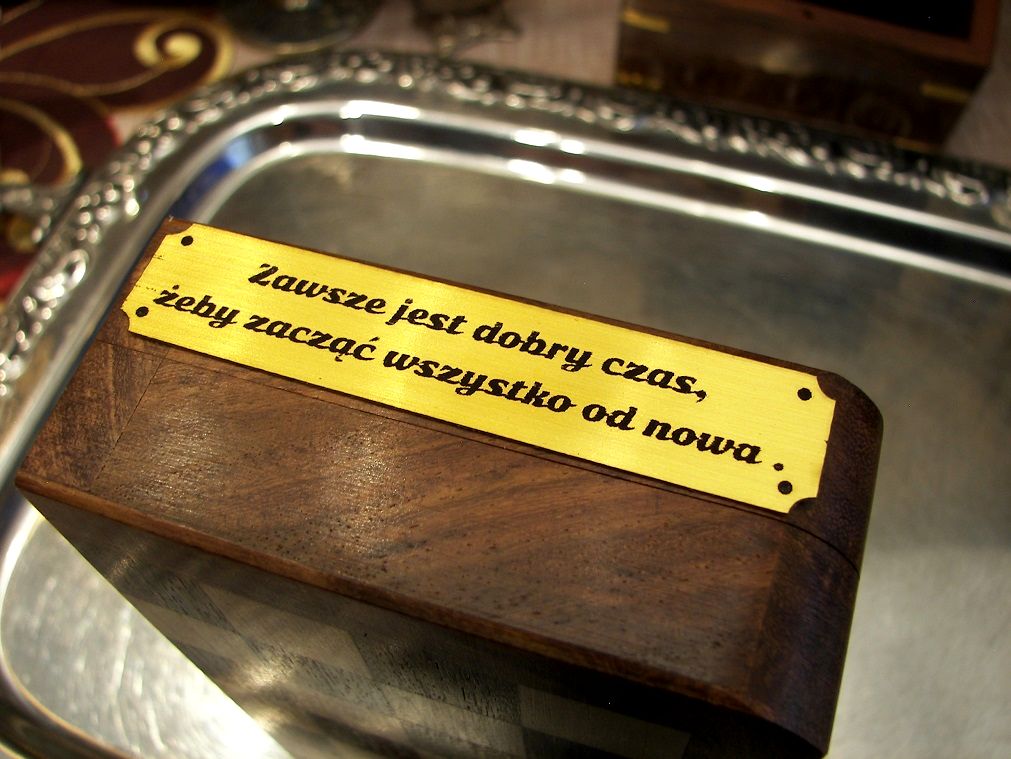 Zawsze jest dobry czas,
żeby zacząć wszystko od nowa .